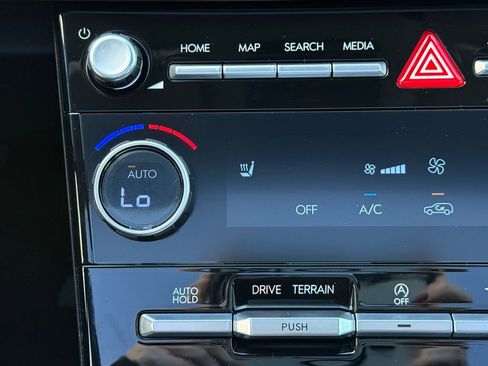 HOME MAP SEARCH MEDIA
AUTO
Lo
OFF A/C
AUTO HOLD
DRIVE TERRAIN
PUSH
A
OFF